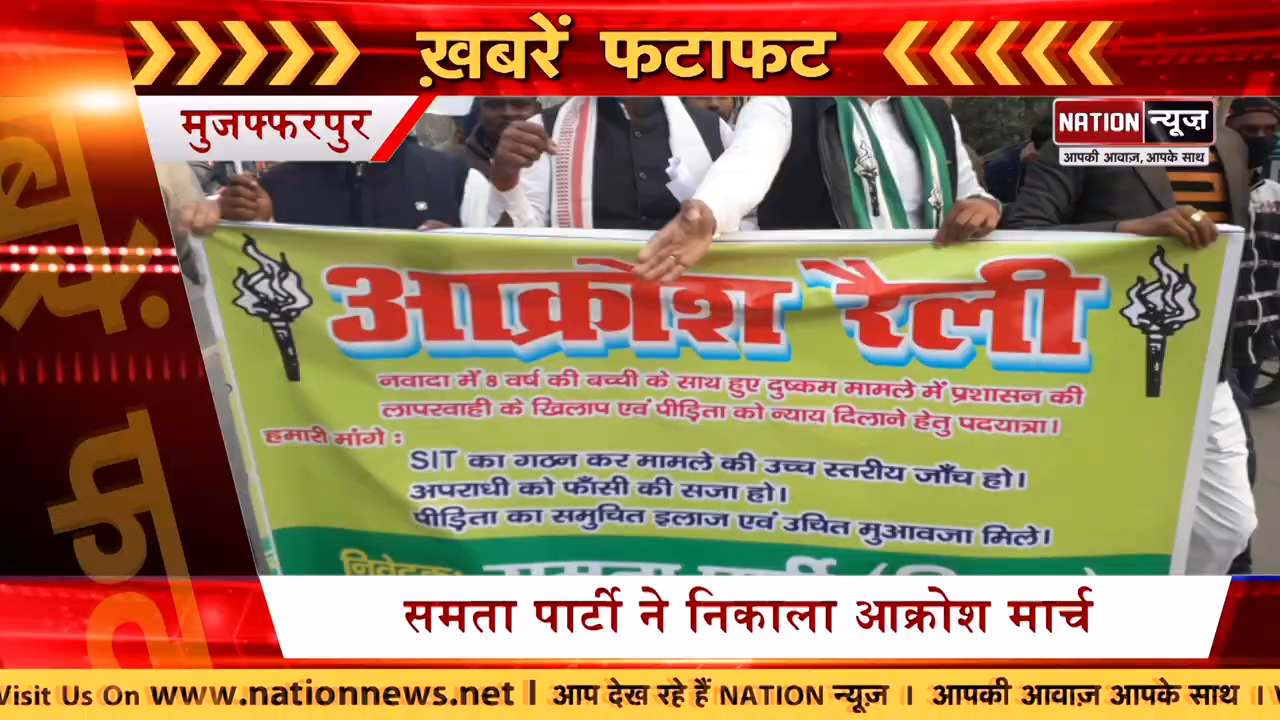 ख़बरें फटाफट
मुजफ्फरपुर
NATION न्यूज़
आपकी आवाज़, आपके साथ
आक्रोश रैली
नवादा में 8 वर्ष की बच्ची के साथ हुए दुष्कम मामले में प्रशासन की
लापरवाही के खिलाप एवं पीड़िता को न्याय दिलाने हेतु पदयात्रा।
हमारी मांगे :
SIT का गठन कर मामले की उच्च स्तरीय जाँच हो।
अपराधी को फाँसी की सजा हो।
पीड़िता का समुचित इलाज एवं उचित मुआवजा मिले।
निवेदक:
समता पार्टी ने निकाला आक्रोश मार्च
Visit Us On www.nationnews.net | आप देख रहे हैं NATION न्यूज़ | आपकी आवाज़ आपके साथ |